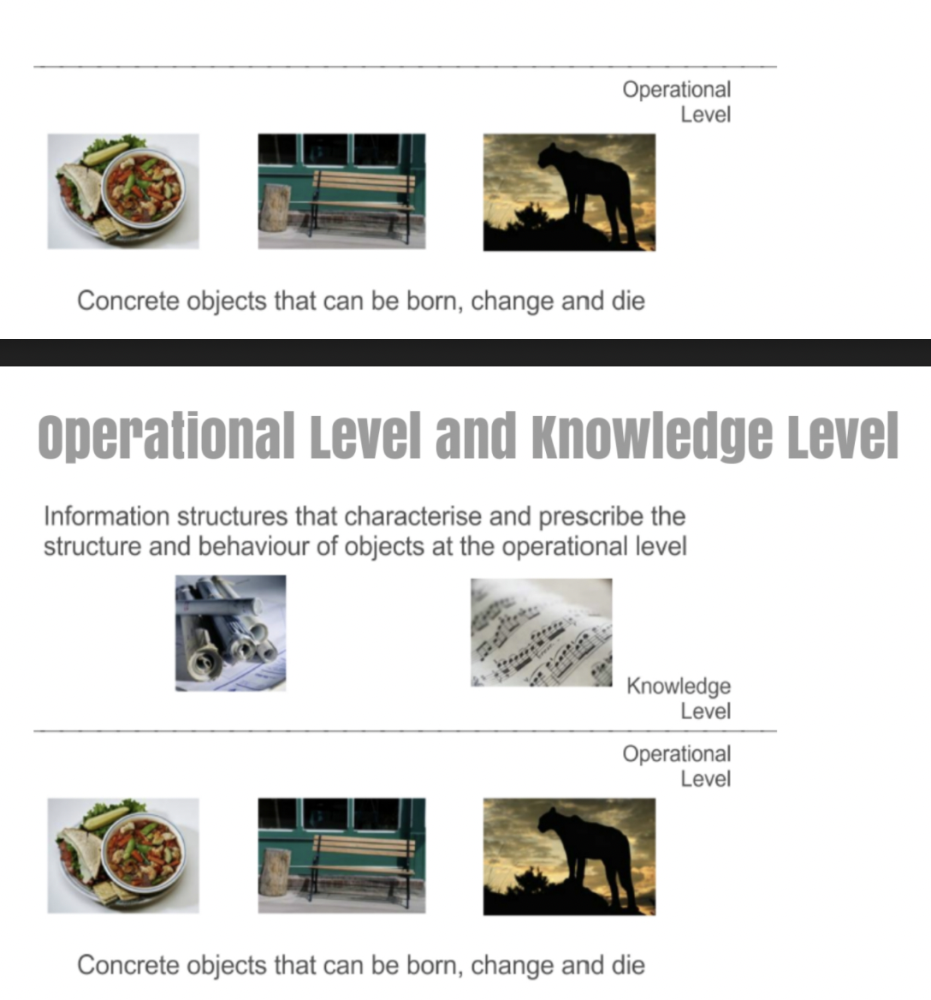 Operational
Level
Concrete objects that can be born, change and die
Operational Level and Knowledge Level
Information structures that characterise and prescribe the
structure and behaviour of objects at the operational level
Knowledge
Level
Operational
Level
Concrete objects that can be born, change and die